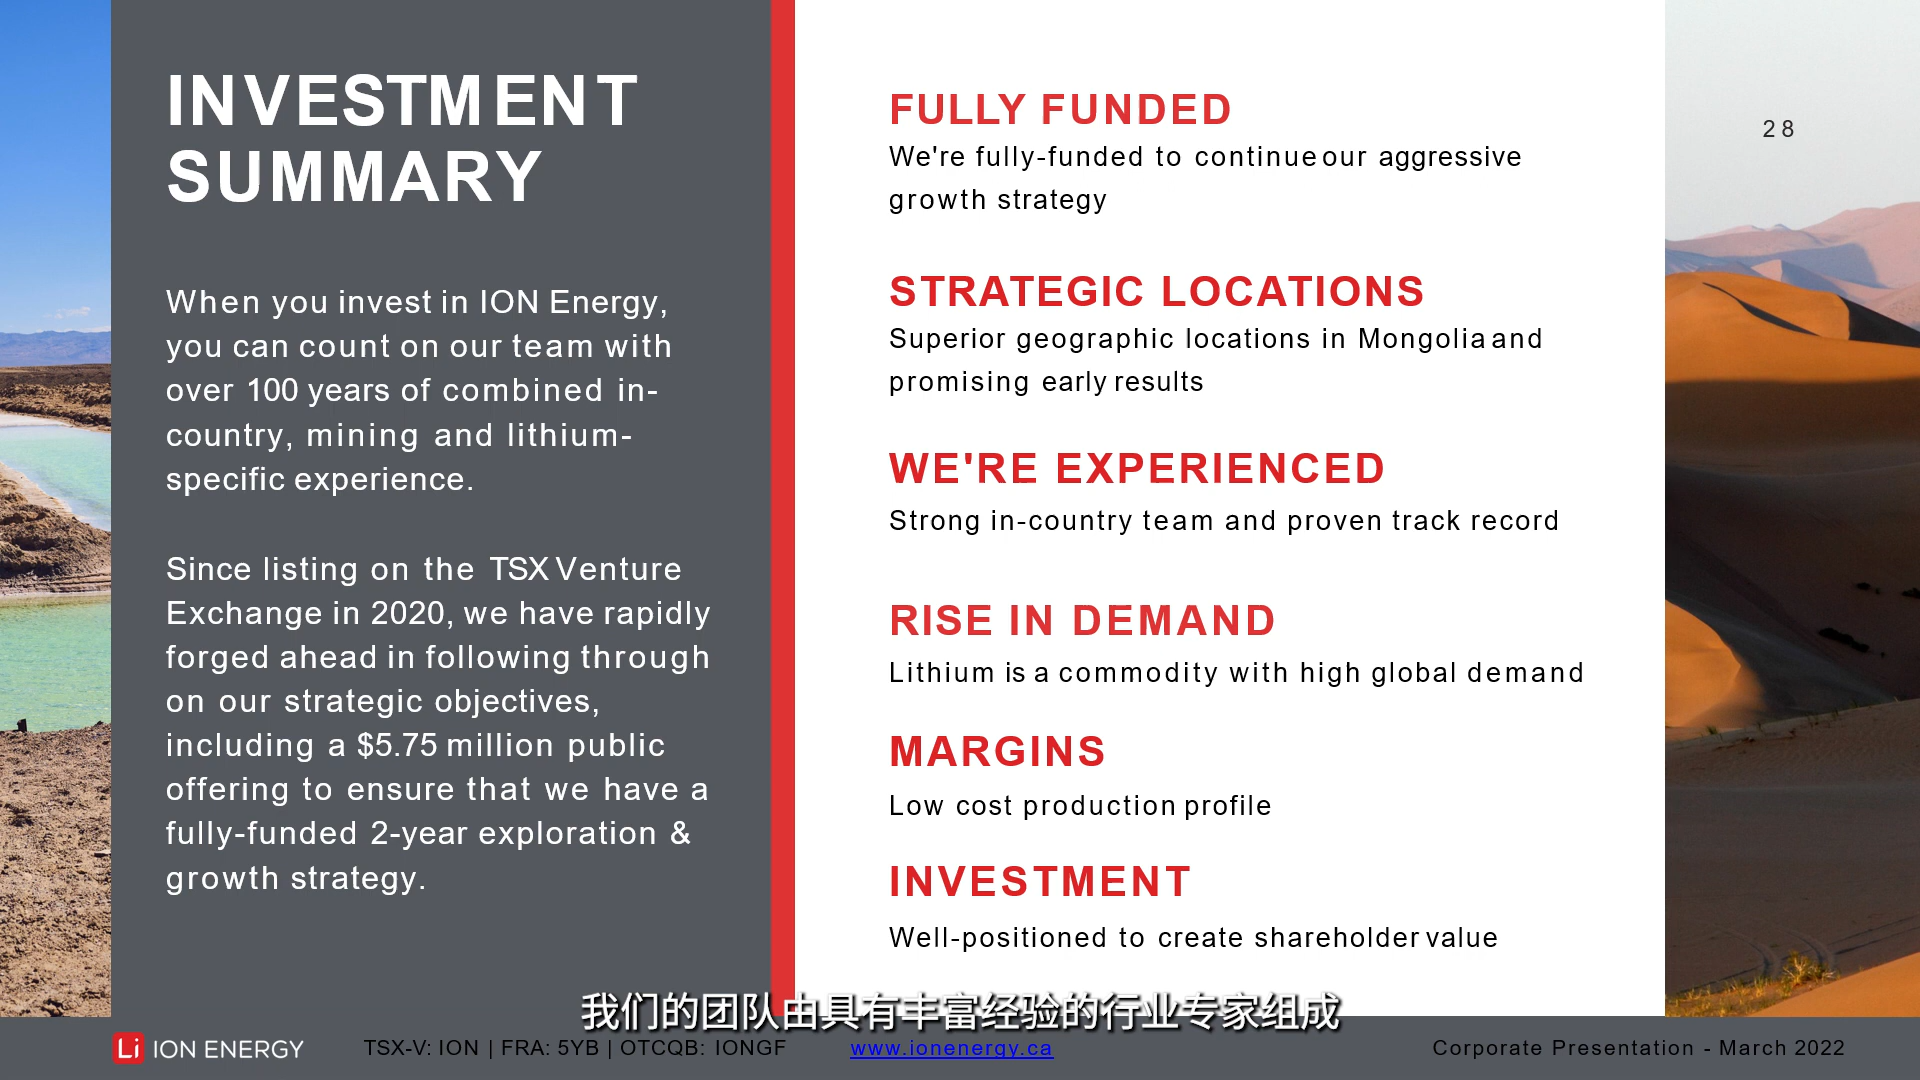 INVESTMENT
SUMMARY
When you invest in ION Energy,
you can count on our team with
over 100 years of combined in-
country, mining and lithium-
specific experience.
Since listing on the TSX Venture
Exchange in 2020, we have rapidly
forged ahead in following through
on our strategic objectives,
including a $5.75 million public
offering to ensure that we have a
fully-funded 2-year exploration &
growth strategy.
FULLY FUNDED
We're fully-funded to continue our aggressive
growth strategy
STRATEGIC LOCATIONS
Superior geographic locations in Mongolia and
promising early results
WE'RE EXPERIENCED
Strong in-country team and proven track record
RISE IN DEMAND
Lithium is a commodity with high global demand
MARGINS
Low cost production profile
INVESTMENT
Well-positioned to create shareholder value
28
我们的团队由具有丰富经验的行业专家组成
Li ION ENERGY
TSX-V: ION | FRA: 5YB | OTCQB: IONGF
www.ionenergy.ca
Corporate Presentation - March 2022